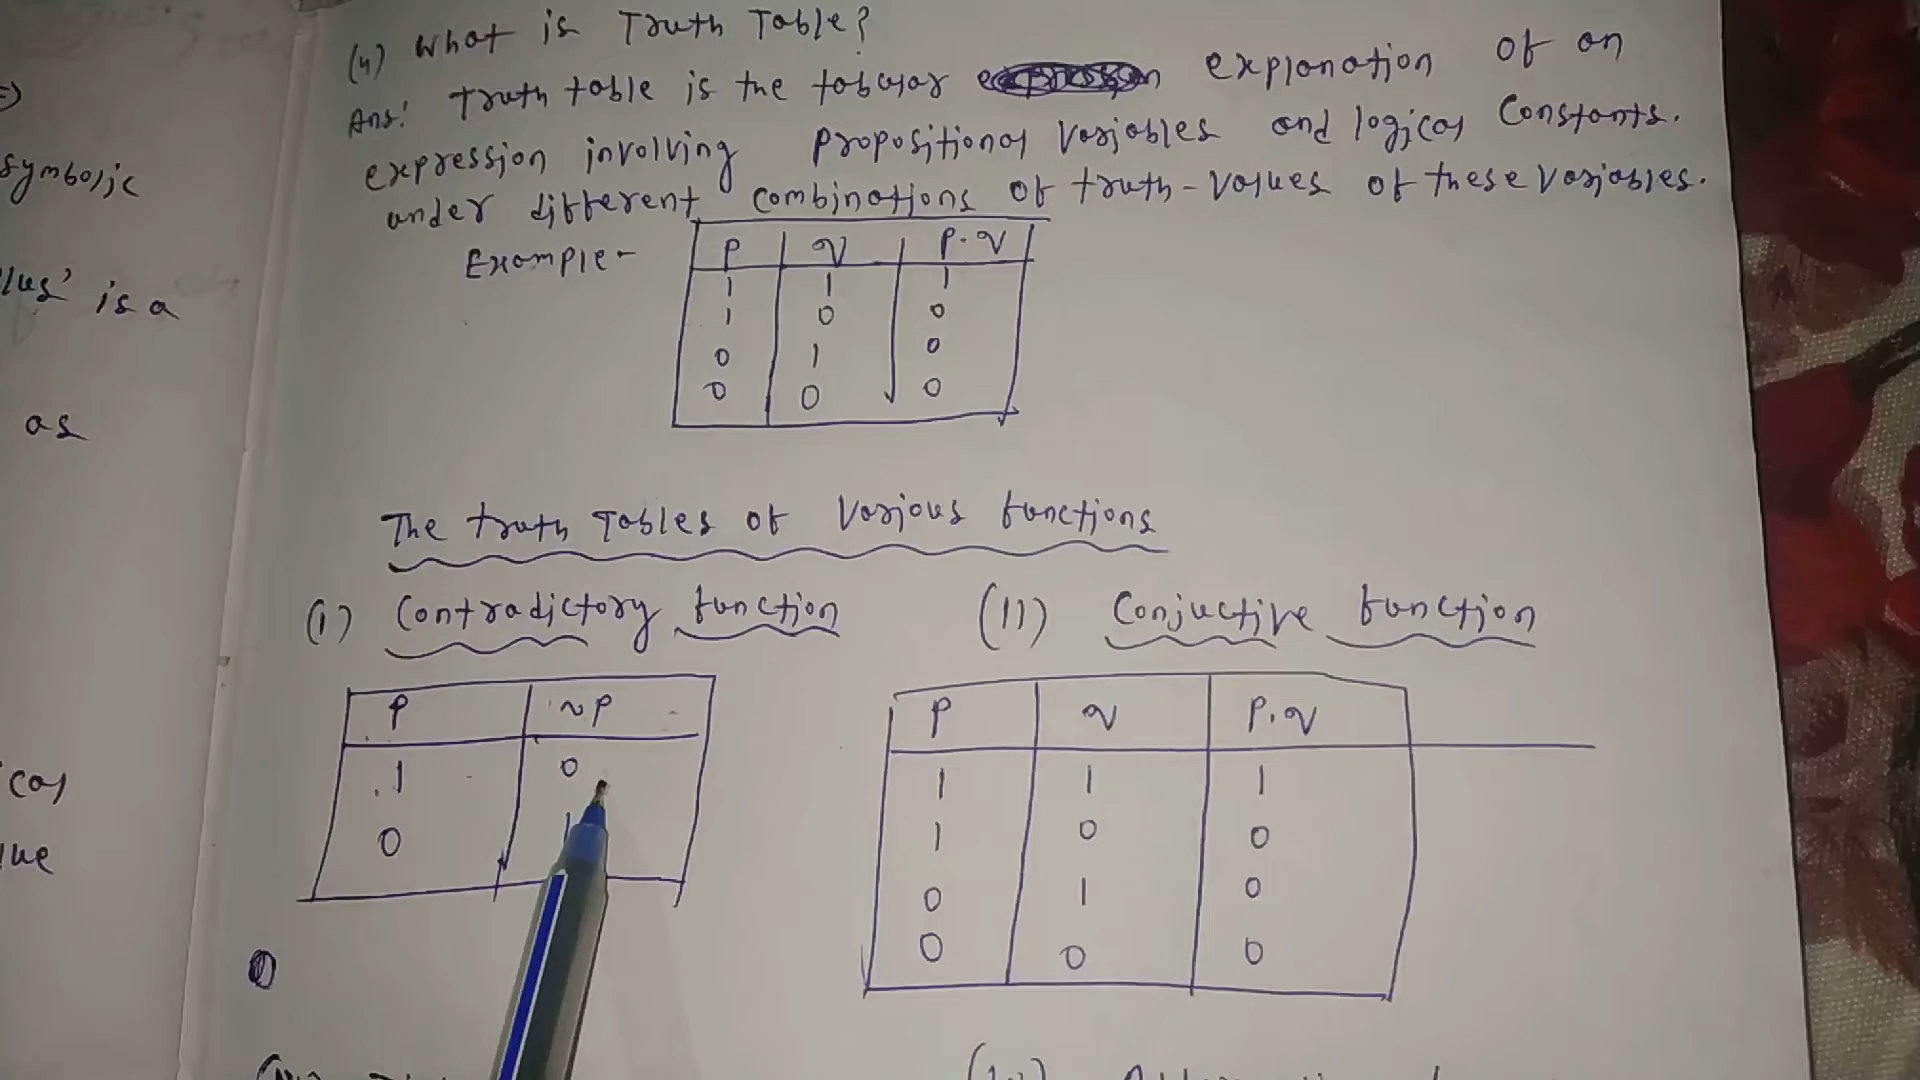 (4) What is Truth Table?
Ans: Truth table is the tabular explanation of an
expression involving propositional variables and logical constants.
under different combinations of truth-values of these variables.
Example-
P q P.q
1 1 1
1 0 0
0 1 0
0 0 0
The truth Tables of Various functions
(I) Contradictory function (II) Conjuctive function
P ~P
1 0
0 1
P q P.q
1 1 1
1 0 0
0 1 0
0 0 0
symbolic
is a
as